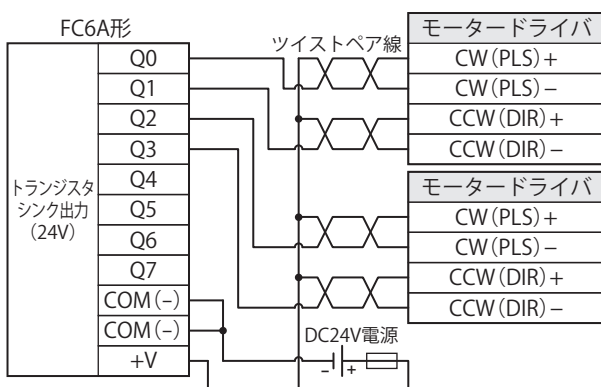 FC6A形
トランジスタ
シンク出力
(24V)
Q0
Q1
Q2
Q3
Q4
Q5
Q6
Q7
COM(−)
COM(−)
+V
ツイストペア線
モータードライバ
CW(PLS)+
CW(PLS)−
CCW(DIR)+
CCW(DIR)−
モータードライバ
CW(PLS)+
CW(PLS)−
CCW(DIR)+
CCW(DIR)−
DC24V電源
− +